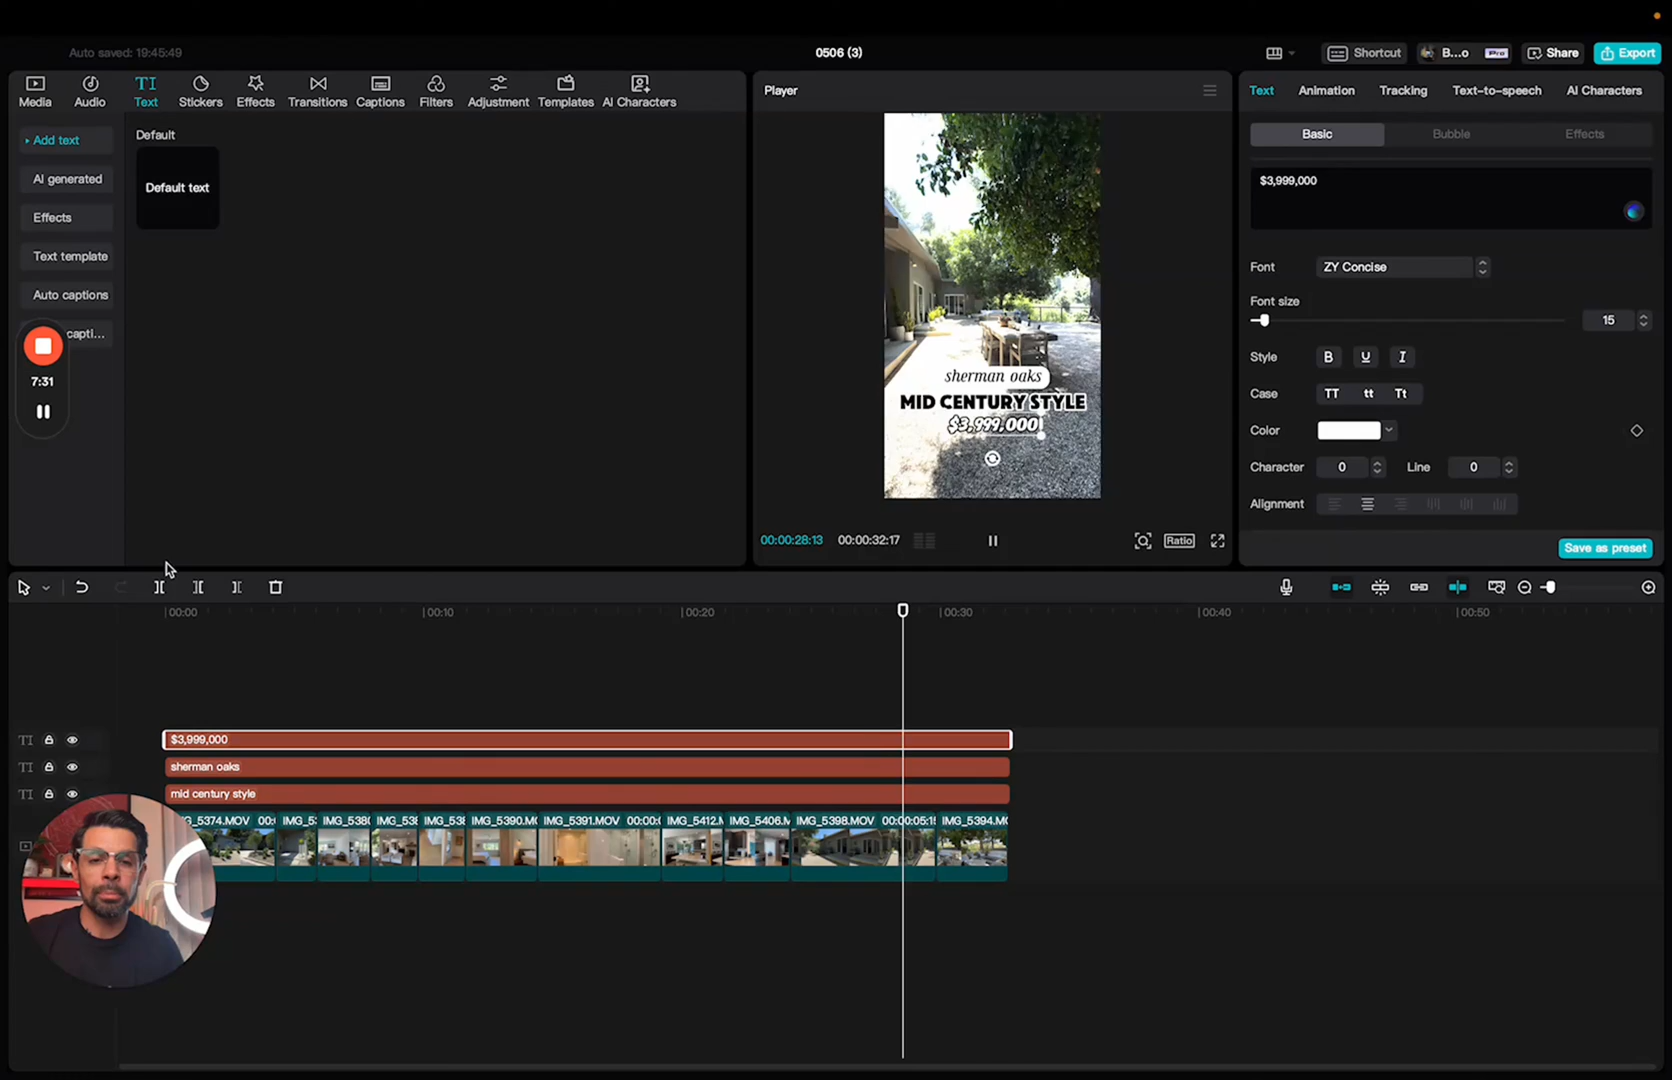 Auto saved: 19:45:49
0506 (3)
Shortcut
B...o
Pro
Share
Export
Media
Audio
TI
Text
Stickers
Effects
Transitions
Captions
Filters
Adjustment
Templates
AI Characters
Add text
AI generated
Effects
Text template
Auto captions
capti...
Default
Default text
7:31
Player
sherman oaks
MID CENTURY STYLE
$3,999,000
00:00:28:13
00:00:32:17
Ratio
Text
Animation
Tracking
Text-to-speech
AI Characters
Basic
Bubble
Effects
$3,999,000
Font
ZY Concise
Font size
15
Style
B
U
I
Case
TT
tt
Tt
Color
Character
0
Line
0
Alignment
Save as preset
00:00
00:10
00:20
00:30
00:40
00:50
TI
$3,999,000
TI
sherman oaks
TI
mid century style
G_5374.MOV
00:0
IMG_53
IMG_5380
IMG_538
IMG_538
IMG_5390.M
IMG_5391.MOV
00:00:0
IMG_5412.M
IMG_5406.M
IMG_5398.MOV
00:00:05:1
IMG_5394.MO